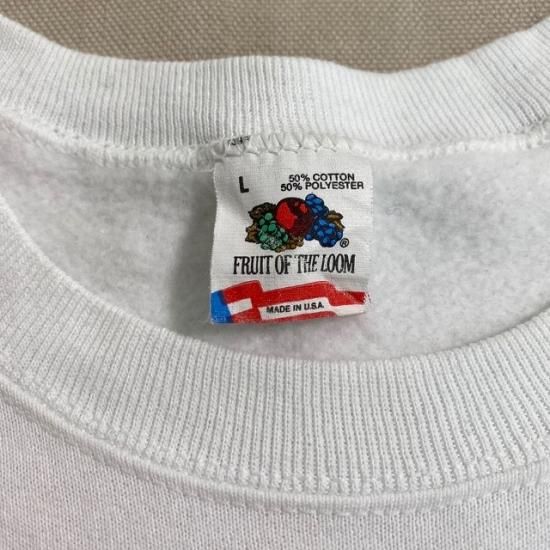 L
50% COTTON
50% POLYESTER
®
FRUIT OF THE LOOM
MADE IN U.S.A.